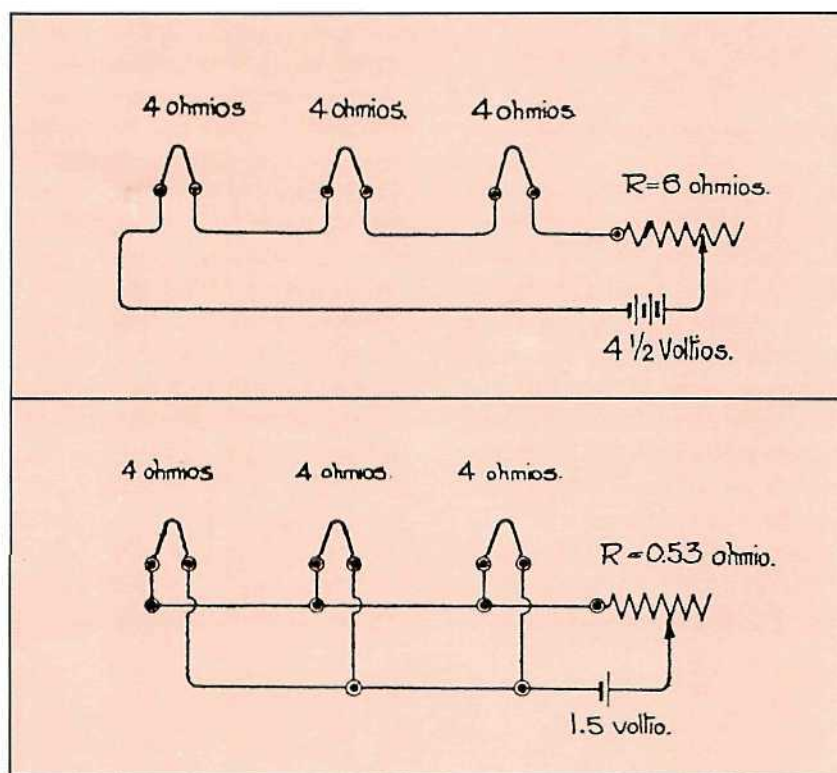 4 ohmios 4 ohmios. 4 ohmios.
R=6 ohmios.
4 1/2 Voltios.
4 ohmios. 4 ohmios. 4 ohmios.
R=0.53 ohmio.
1.5 voltio.